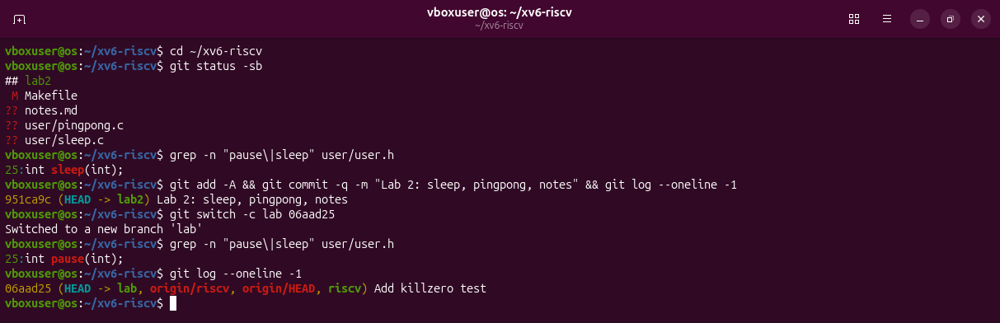 vboxuser@os: ~/xv6-riscv
~/xv6-riscv
vboxuser@os:~/xv6-riscv$ cd ~/xv6-riscv
vboxuser@os:~/xv6-riscv$ git status -sb
## lab2
 M Makefile
?? notes.md
?? user/pingpong.c
?? user/sleep.c
vboxuser@os:~/xv6-riscv$ grep -n "pause\|sleep" user/user.h
25:int sleep(int);
vboxuser@os:~/xv6-riscv$ git add -A && git commit -q -m "Lab 2: sleep, pingpong, notes" && git log --oneline -1
951ca9c (HEAD -> lab2) Lab 2: sleep, pingpong, notes
vboxuser@os:~/xv6-riscv$ git switch -c lab 06aad25
Switched to a new branch 'lab'
vboxuser@os:~/xv6-riscv$ grep -n "pause\|sleep" user/user.h
25:int pause(int);
vboxuser@os:~/xv6-riscv$ git log --oneline -1
06aad25 (HEAD -> lab, origin/riscv, origin/HEAD, riscv) Add killzero test
vboxuser@os:~/xv6-riscv$